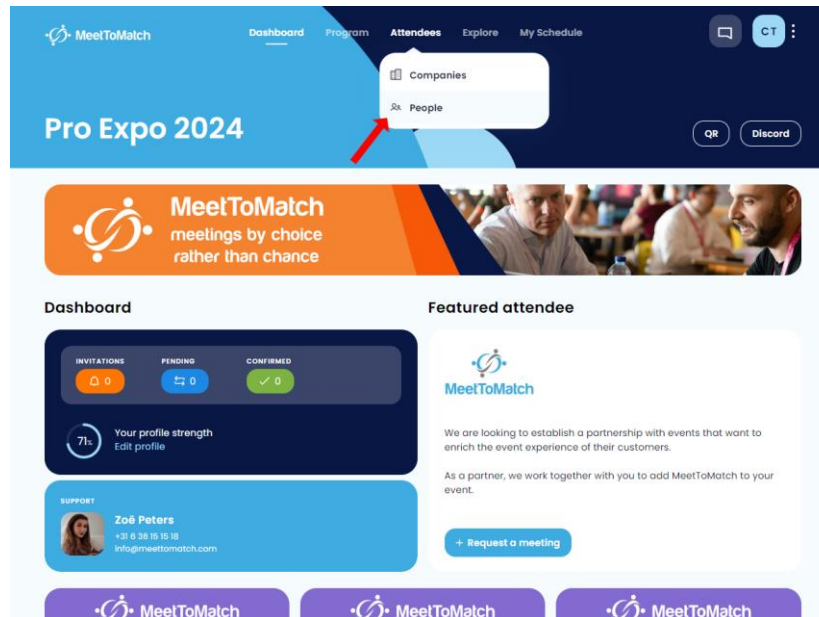 MeetToMatch
Dashboard Program Attendees Explore My Schedule
CT
Companies
People
Pro Expo 2024
QR Discord
MeetToMatch
meetings by choice
rather than chance
Dashboard
Featured attendee
INVITATIONS PENDING CONFIRMED
0 0 0
71%
Your profile strength
Edit profile
MeetToMatch
We are looking to establish a partnership with events that want to
enrich the event experience of their customers.
As a partner, we work together with you to add MeetToMatch to your
event.
+ Request a meeting
SUPPORT
Zoë Peters
+31 6 36 15 15 18
info@meettomatch.com
MeetToMatch MeetToMatch MeetToMatch